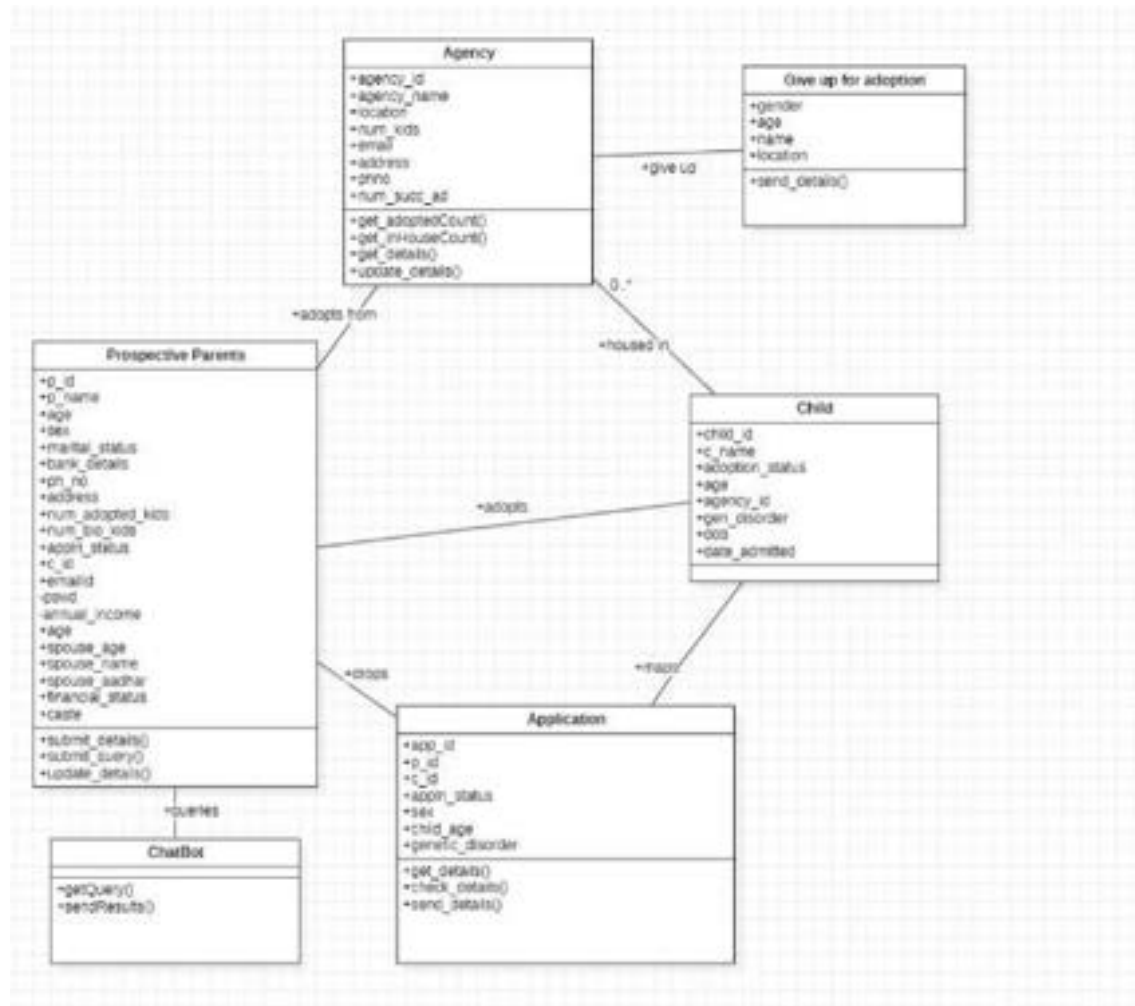 Agency
+agency_id
+agency_name
+location
+num_kids
+email
+address
+phno
+num_succ_ad
+get_adoptedCount()
+get_inHouseCount()
+get_details()
+update_details()
Give up for adoption
+gender
+age
+name
+location
+send_details()
+give up
0..*
+adopts from
+housed in
Prospective Parents
+p_id
+p_name
+age
+sex
+marital_status
+bank_details
+ph_no
+address
+num_adopted_kids
+num_bio_kids
+appln_status
+c_id
+emailid
-annual_income
+age
+spouse_age
+spouse_name
+spouse_aadhar
+financial_status
+caste
+submit_details()
+submit_query()
+update_details()
Child
+child_id
+c_name
+adoption_status
+age
+agency_id
+gen_disorder
+dob
+date_admitted
+adopts
+drops
+maps
Application
+app_id
+p_id
+c_id
+appln_status
+sex
+child_age
+genetic_disorder
+get_details()
+check_details()
+send_details()
+queries
ChatBot
+getQuery()
+sendResults()